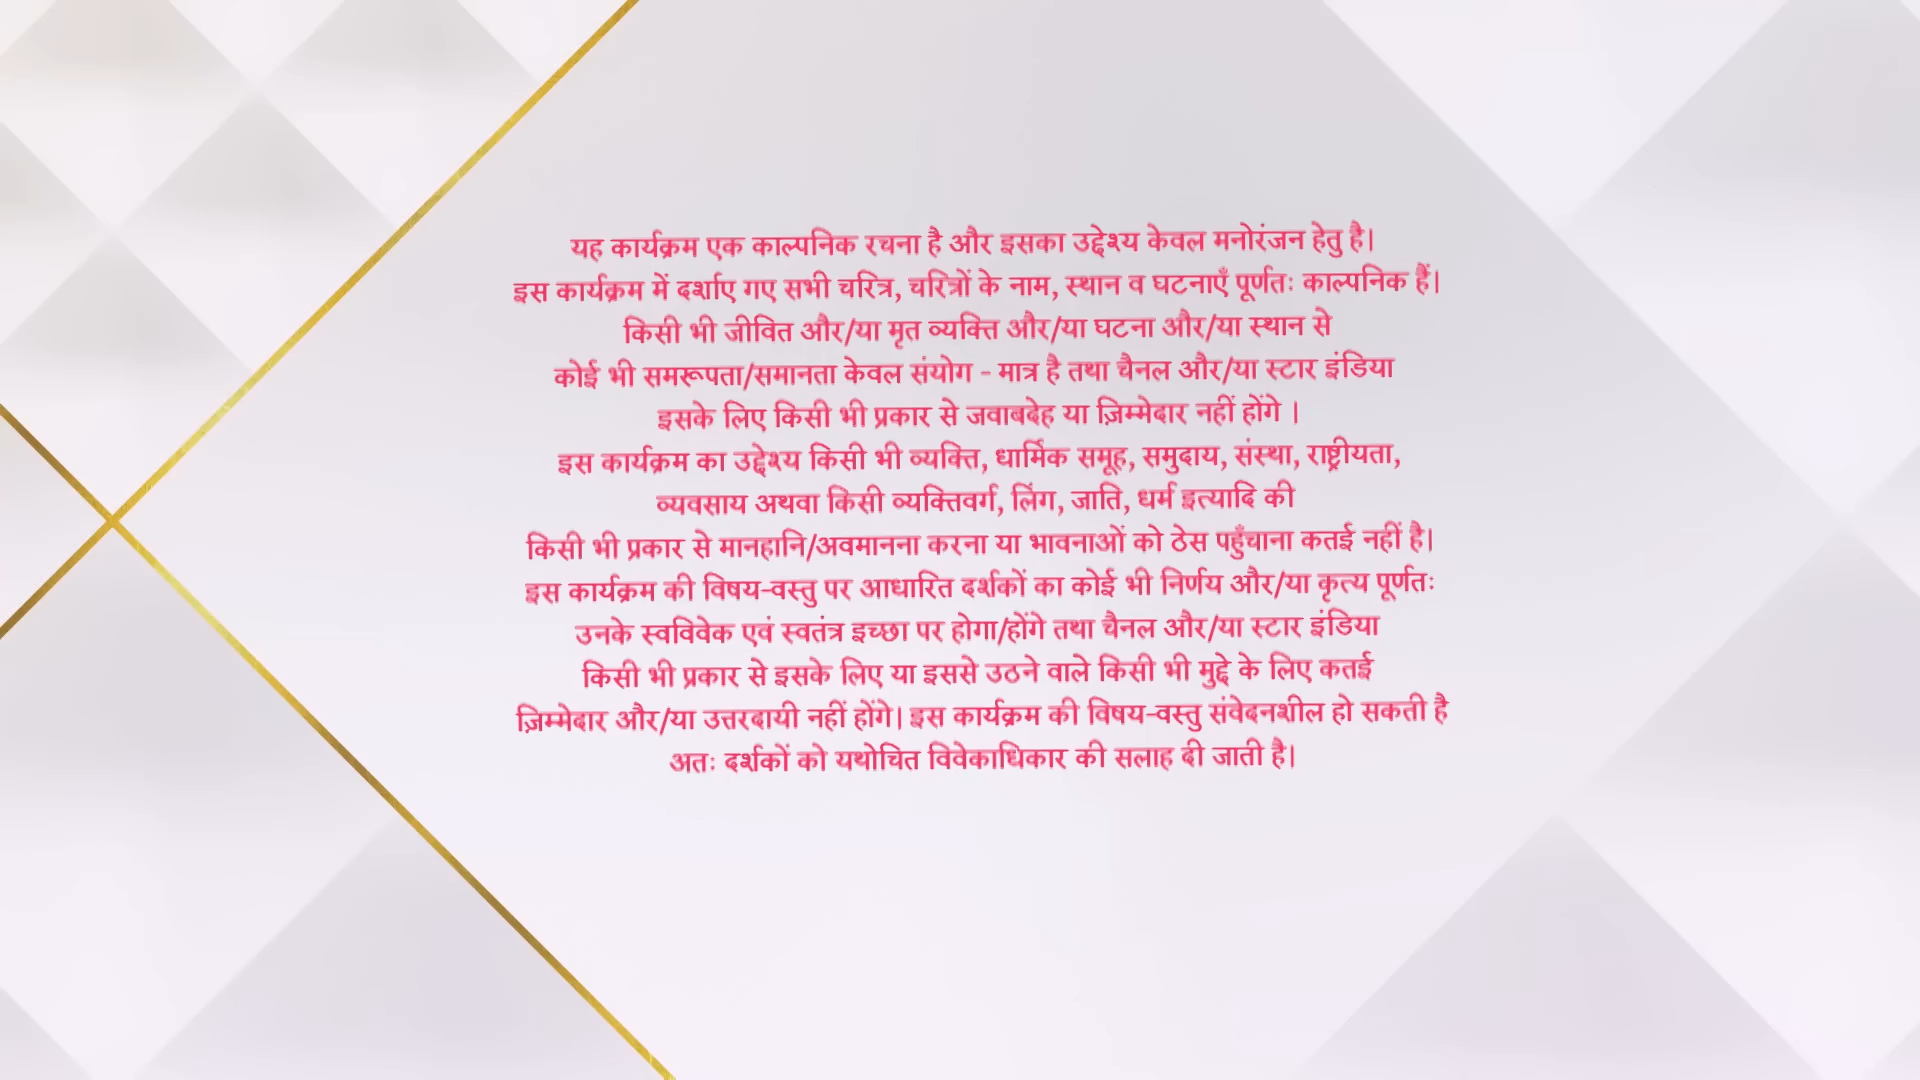 यह कार्यक्रम एक काल्पनिक रचना है और इसका उद्देश्य केवल मनोरंजन हेतु है।
इस कार्यक्रम में दर्शाए गए सभी चरित्र, चरित्रों के नाम, स्थान व घटनाएँ पूर्णतः काल्पनिक हैं।
किसी भी जीवित और/या मृत व्यक्ति और/या घटना और/या स्थान से
कोई भी समरूपता/समानता केवल संयोग - मात्र है तथा चैनल और/या स्टार इंडिया
इसके लिए किसी भी प्रकार से जवाबदेह या ज़िम्मेदार नहीं होंगे ।
इस कार्यक्रम का उद्देश्य किसी भी व्यक्ति, धार्मिक समूह, समुदाय, संस्था, राष्ट्रीयता,
व्यवसाय अथवा किसी व्यक्तिवर्ग, लिंग, जाति, धर्म इत्यादि की
किसी भी प्रकार से मानहानि/अवमानना करना या भावनाओं को ठेस पहुँचाना कतई नहीं है।
इस कार्यक्रम की विषय-वस्तु पर आधारित दर्शकों का कोई भी निर्णय और/या कृत्य पूर्णतः
उनके स्वविवेक एवं स्वतंत्र इच्छा पर होगा/होंगे तथा चैनल और/या स्टार इंडिया
किसी भी प्रकार से इसके लिए या इससे उठने वाले किसी भी मुद्दे के लिए कतई
ज़िम्मेदार और/या उत्तरदायी नहीं होंगे। इस कार्यक्रम की विषय-वस्तु संवेदनशील हो सकती है
अतः दर्शकों को यथोचित विवेकाधिकार की सलाह दी जाती है।